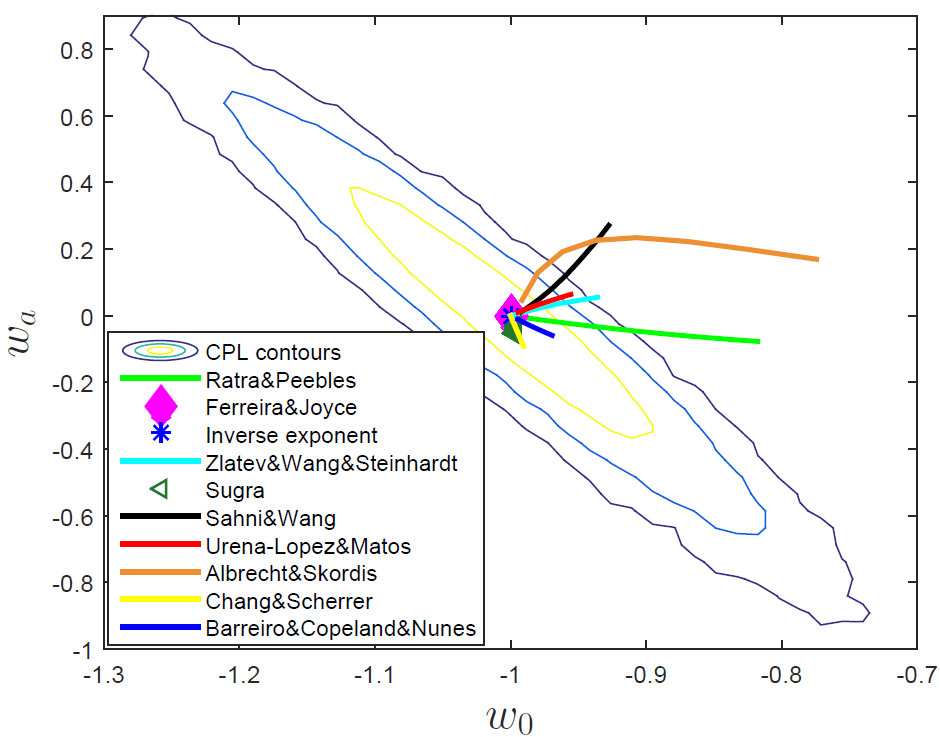 0.8
0.6
0.4
0.2
0
-0.2
-0.4
-0.6
-0.8
-1
wa
CPL contours
Ratra&Peebles
Ferreira&Joyce
Inverse exponent
Zlatev&Wang&Steinhardt
Sugra
Sahni&Wang
Urena-Lopez&Matos
Albrecht&Skordis
Chang&Scherrer
Barreiro&Copeland&Nunes
-1.3 -1.2 -1.1 -1 -0.9 -0.8 -0.7
w0